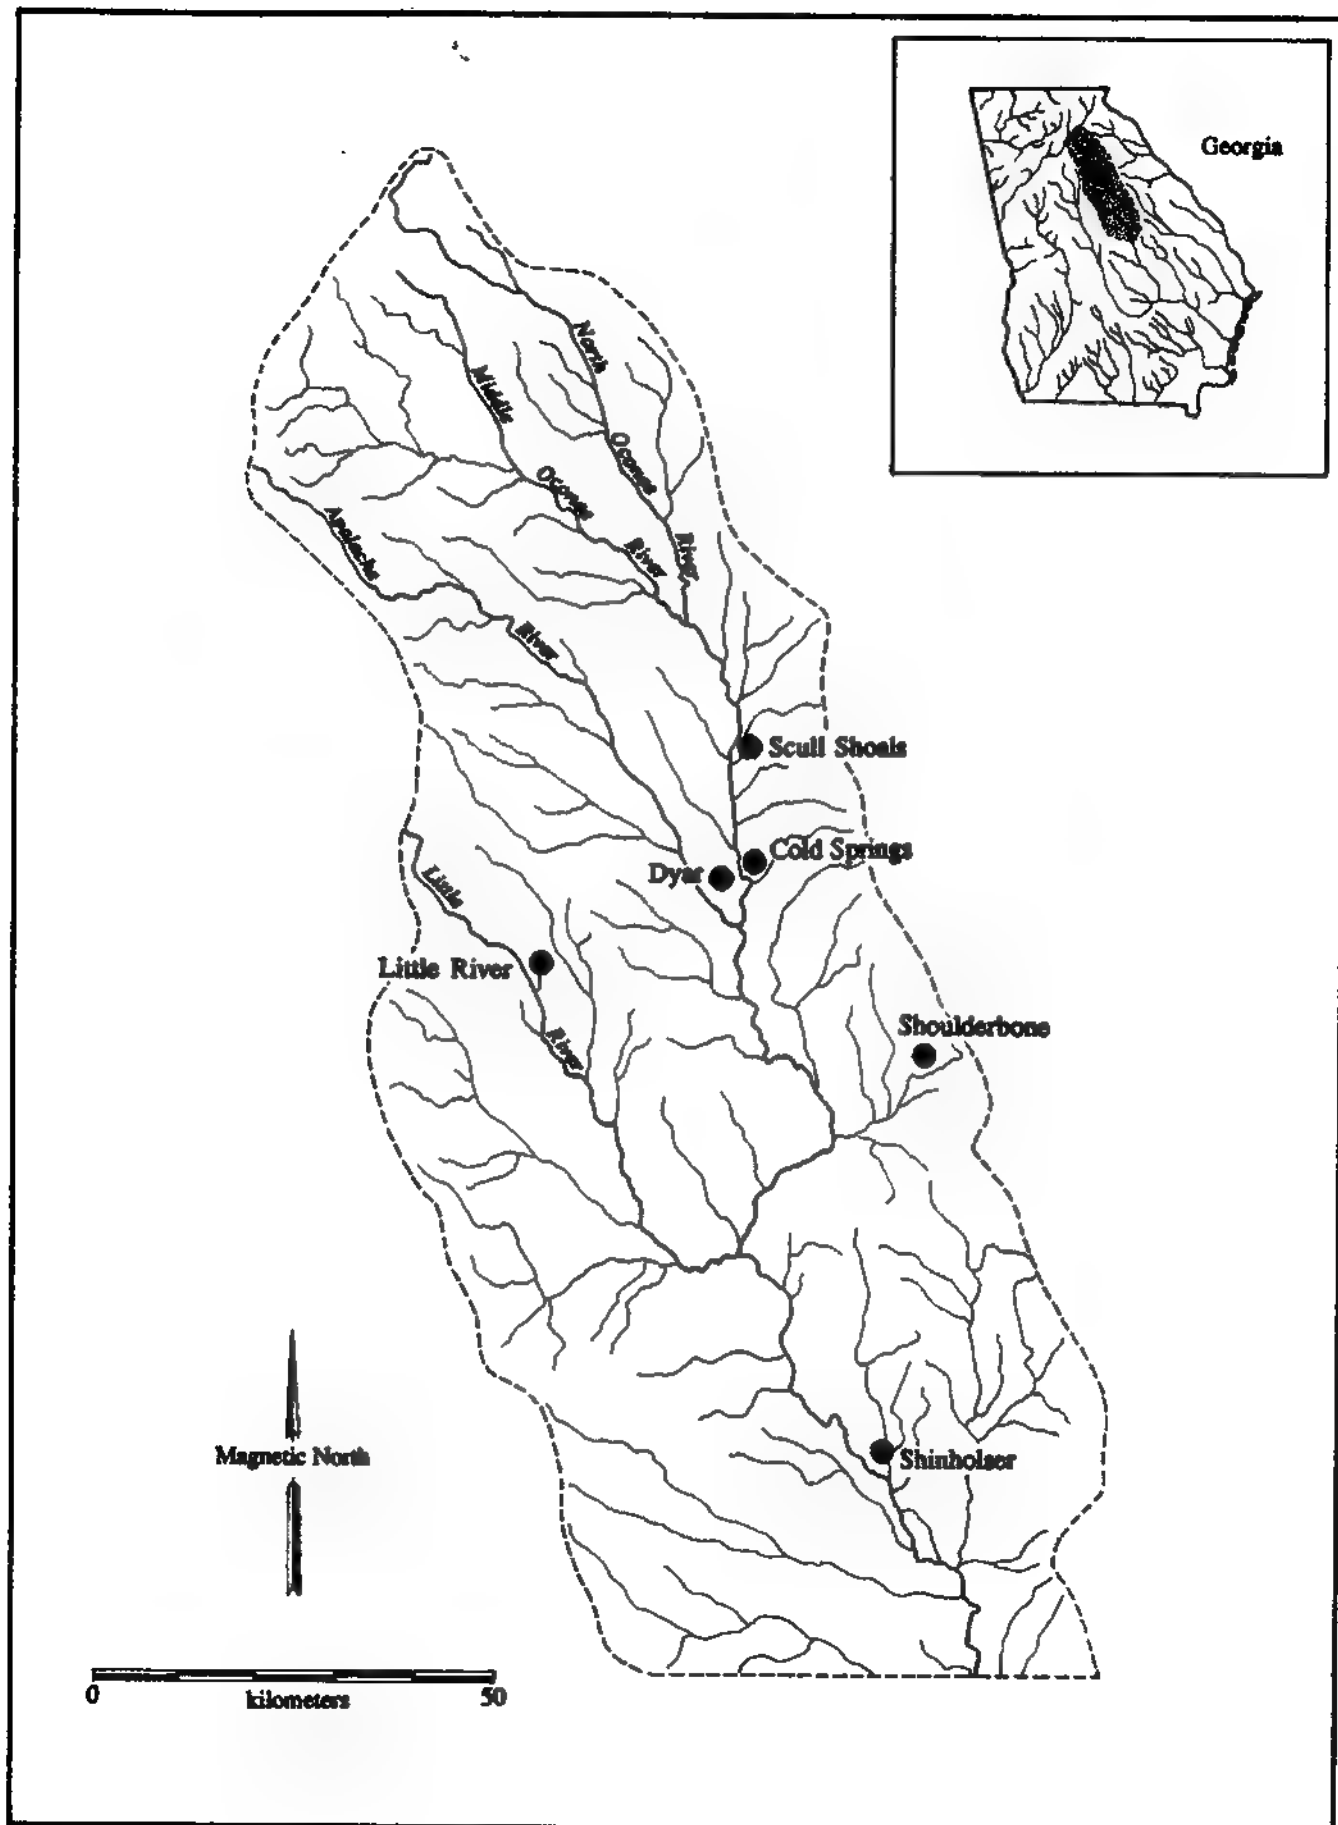 Georgia
North
Oconee
River
Middle
Oconee
River
Apalache
River
Scull Shoals
Cold Springs
Dyar
Little
River
Little River
Shoulderbone
Shinholser
Magnetic North
0
50
kilometers